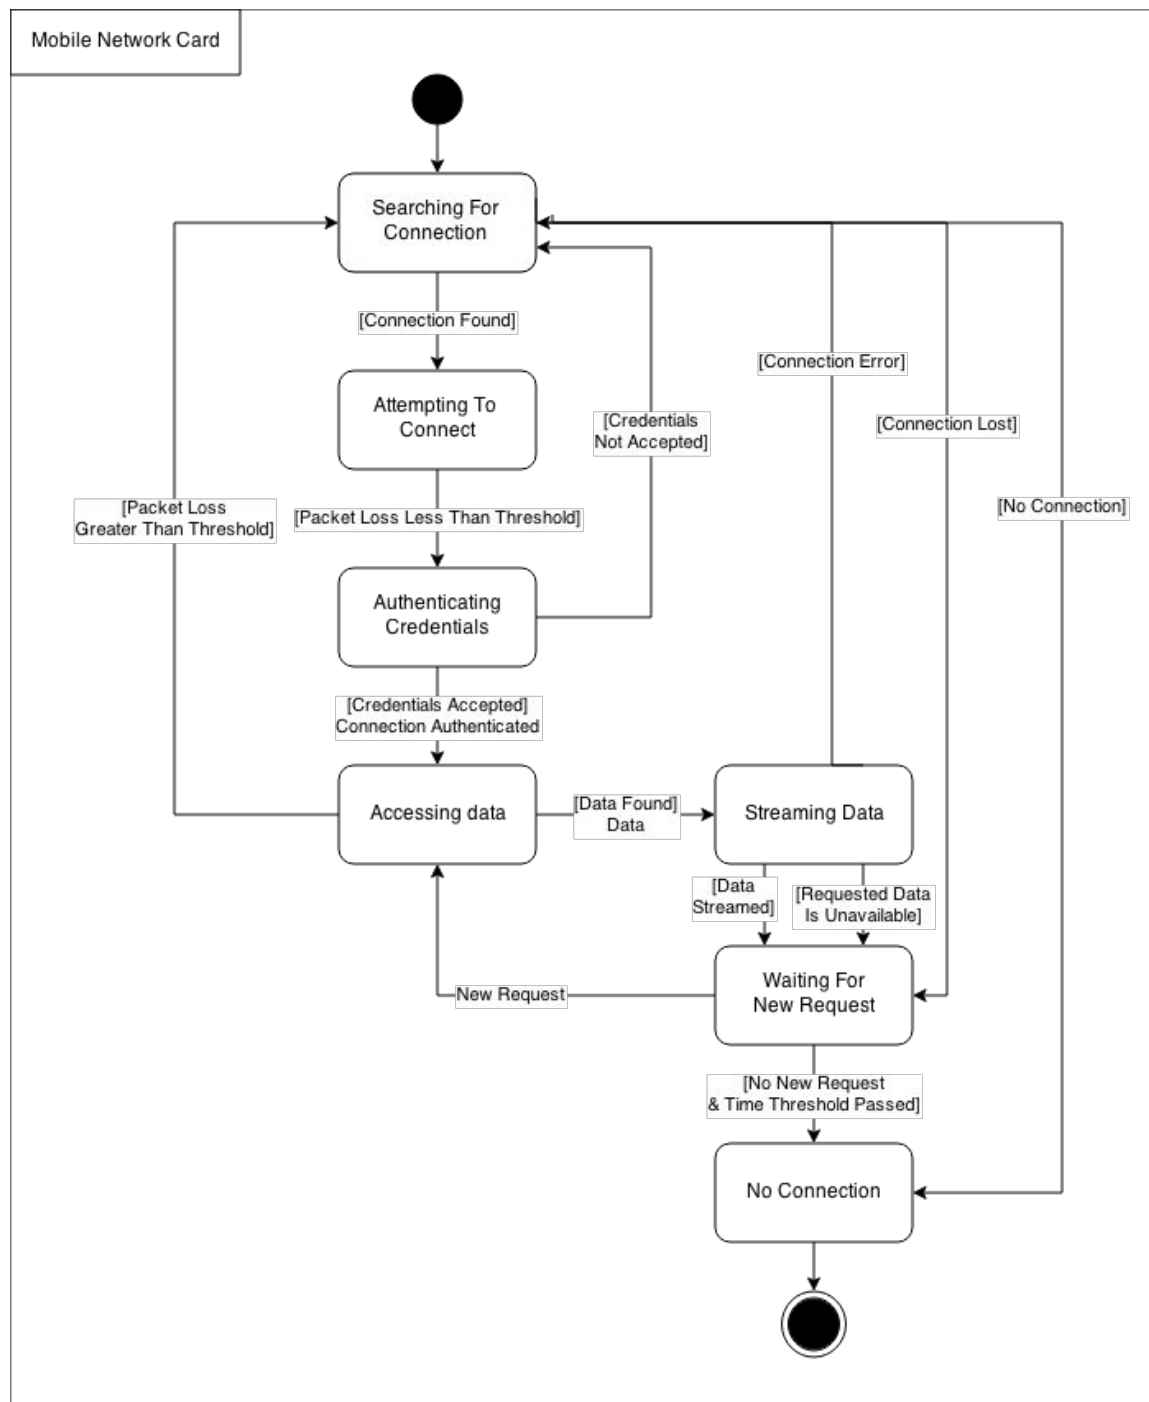 Mobile Network Card
Searching For
Connection
[Connection Found]
[Connection Error]
Attempting To
Connect
[Credentials
Not Accepted]
[Connection Lost]
[Packet Loss
Greater Than Threshold]
[Packet Loss Less Than Threshold]
[No Connection]
Authenticating
Credentials
[Credentials Accepted]
Connection Authenticated
Accessing data
[Data Found]
Data
Streaming Data
[Data
Streamed]
[Requested Data
Is Unavailable]
New Request
Waiting For
New Request
[No New Request
& Time Threshold Passed]
No Connection